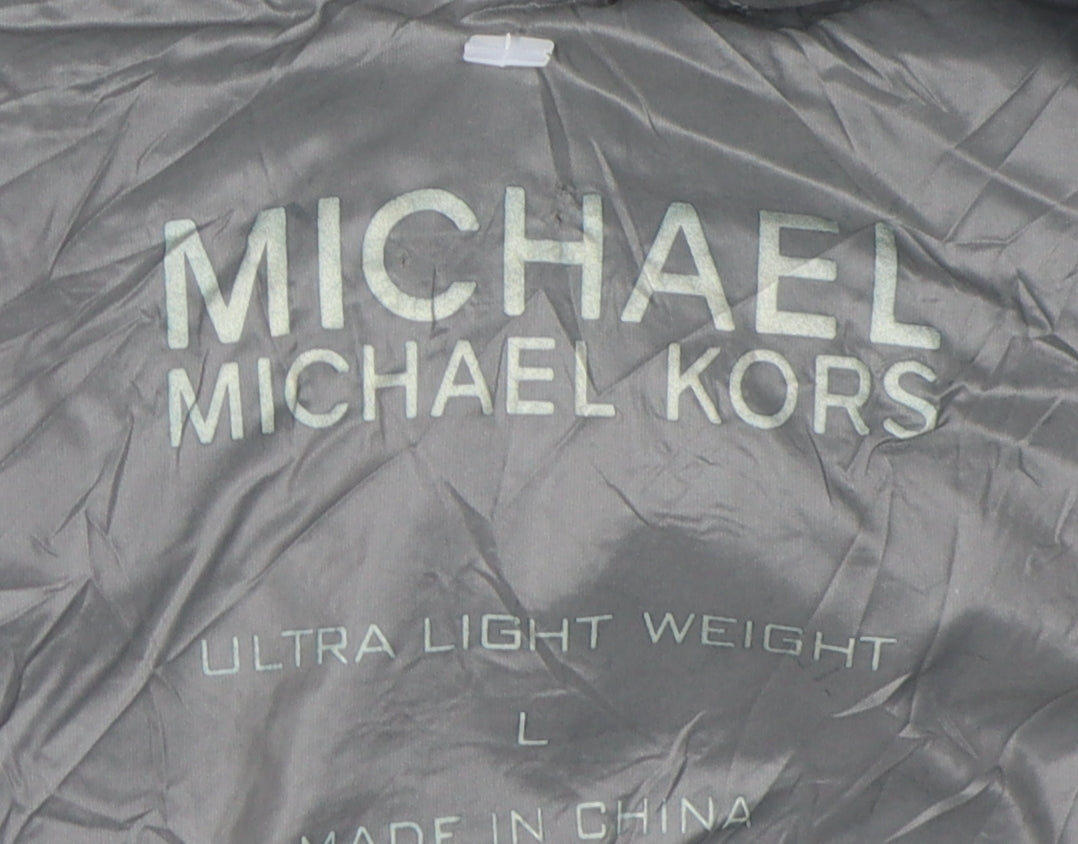 MICHAEL
MICHAEL KORS
ULTRA LIGHT WEIGHT
L
MADE IN CHINA